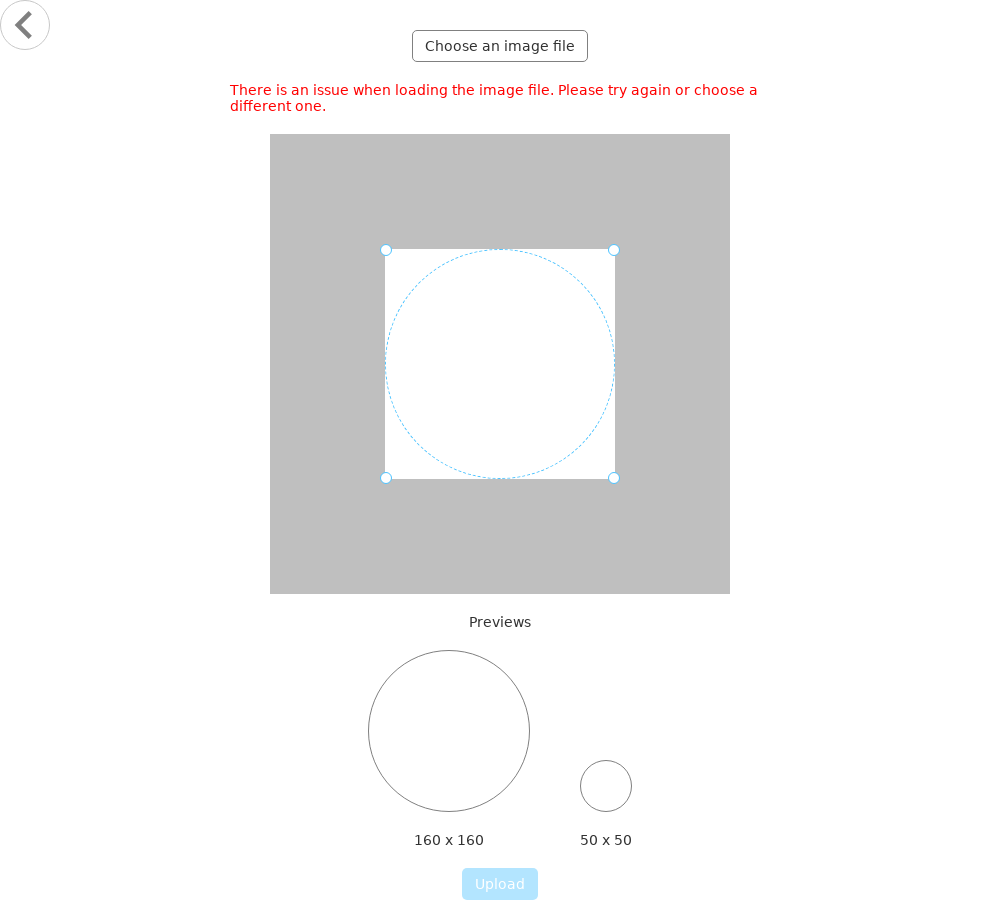 Choose an image file
There is an issue when loading the image file. Please try again or choose a
different one.
Previews
160 x 160
50 x 50
Upload